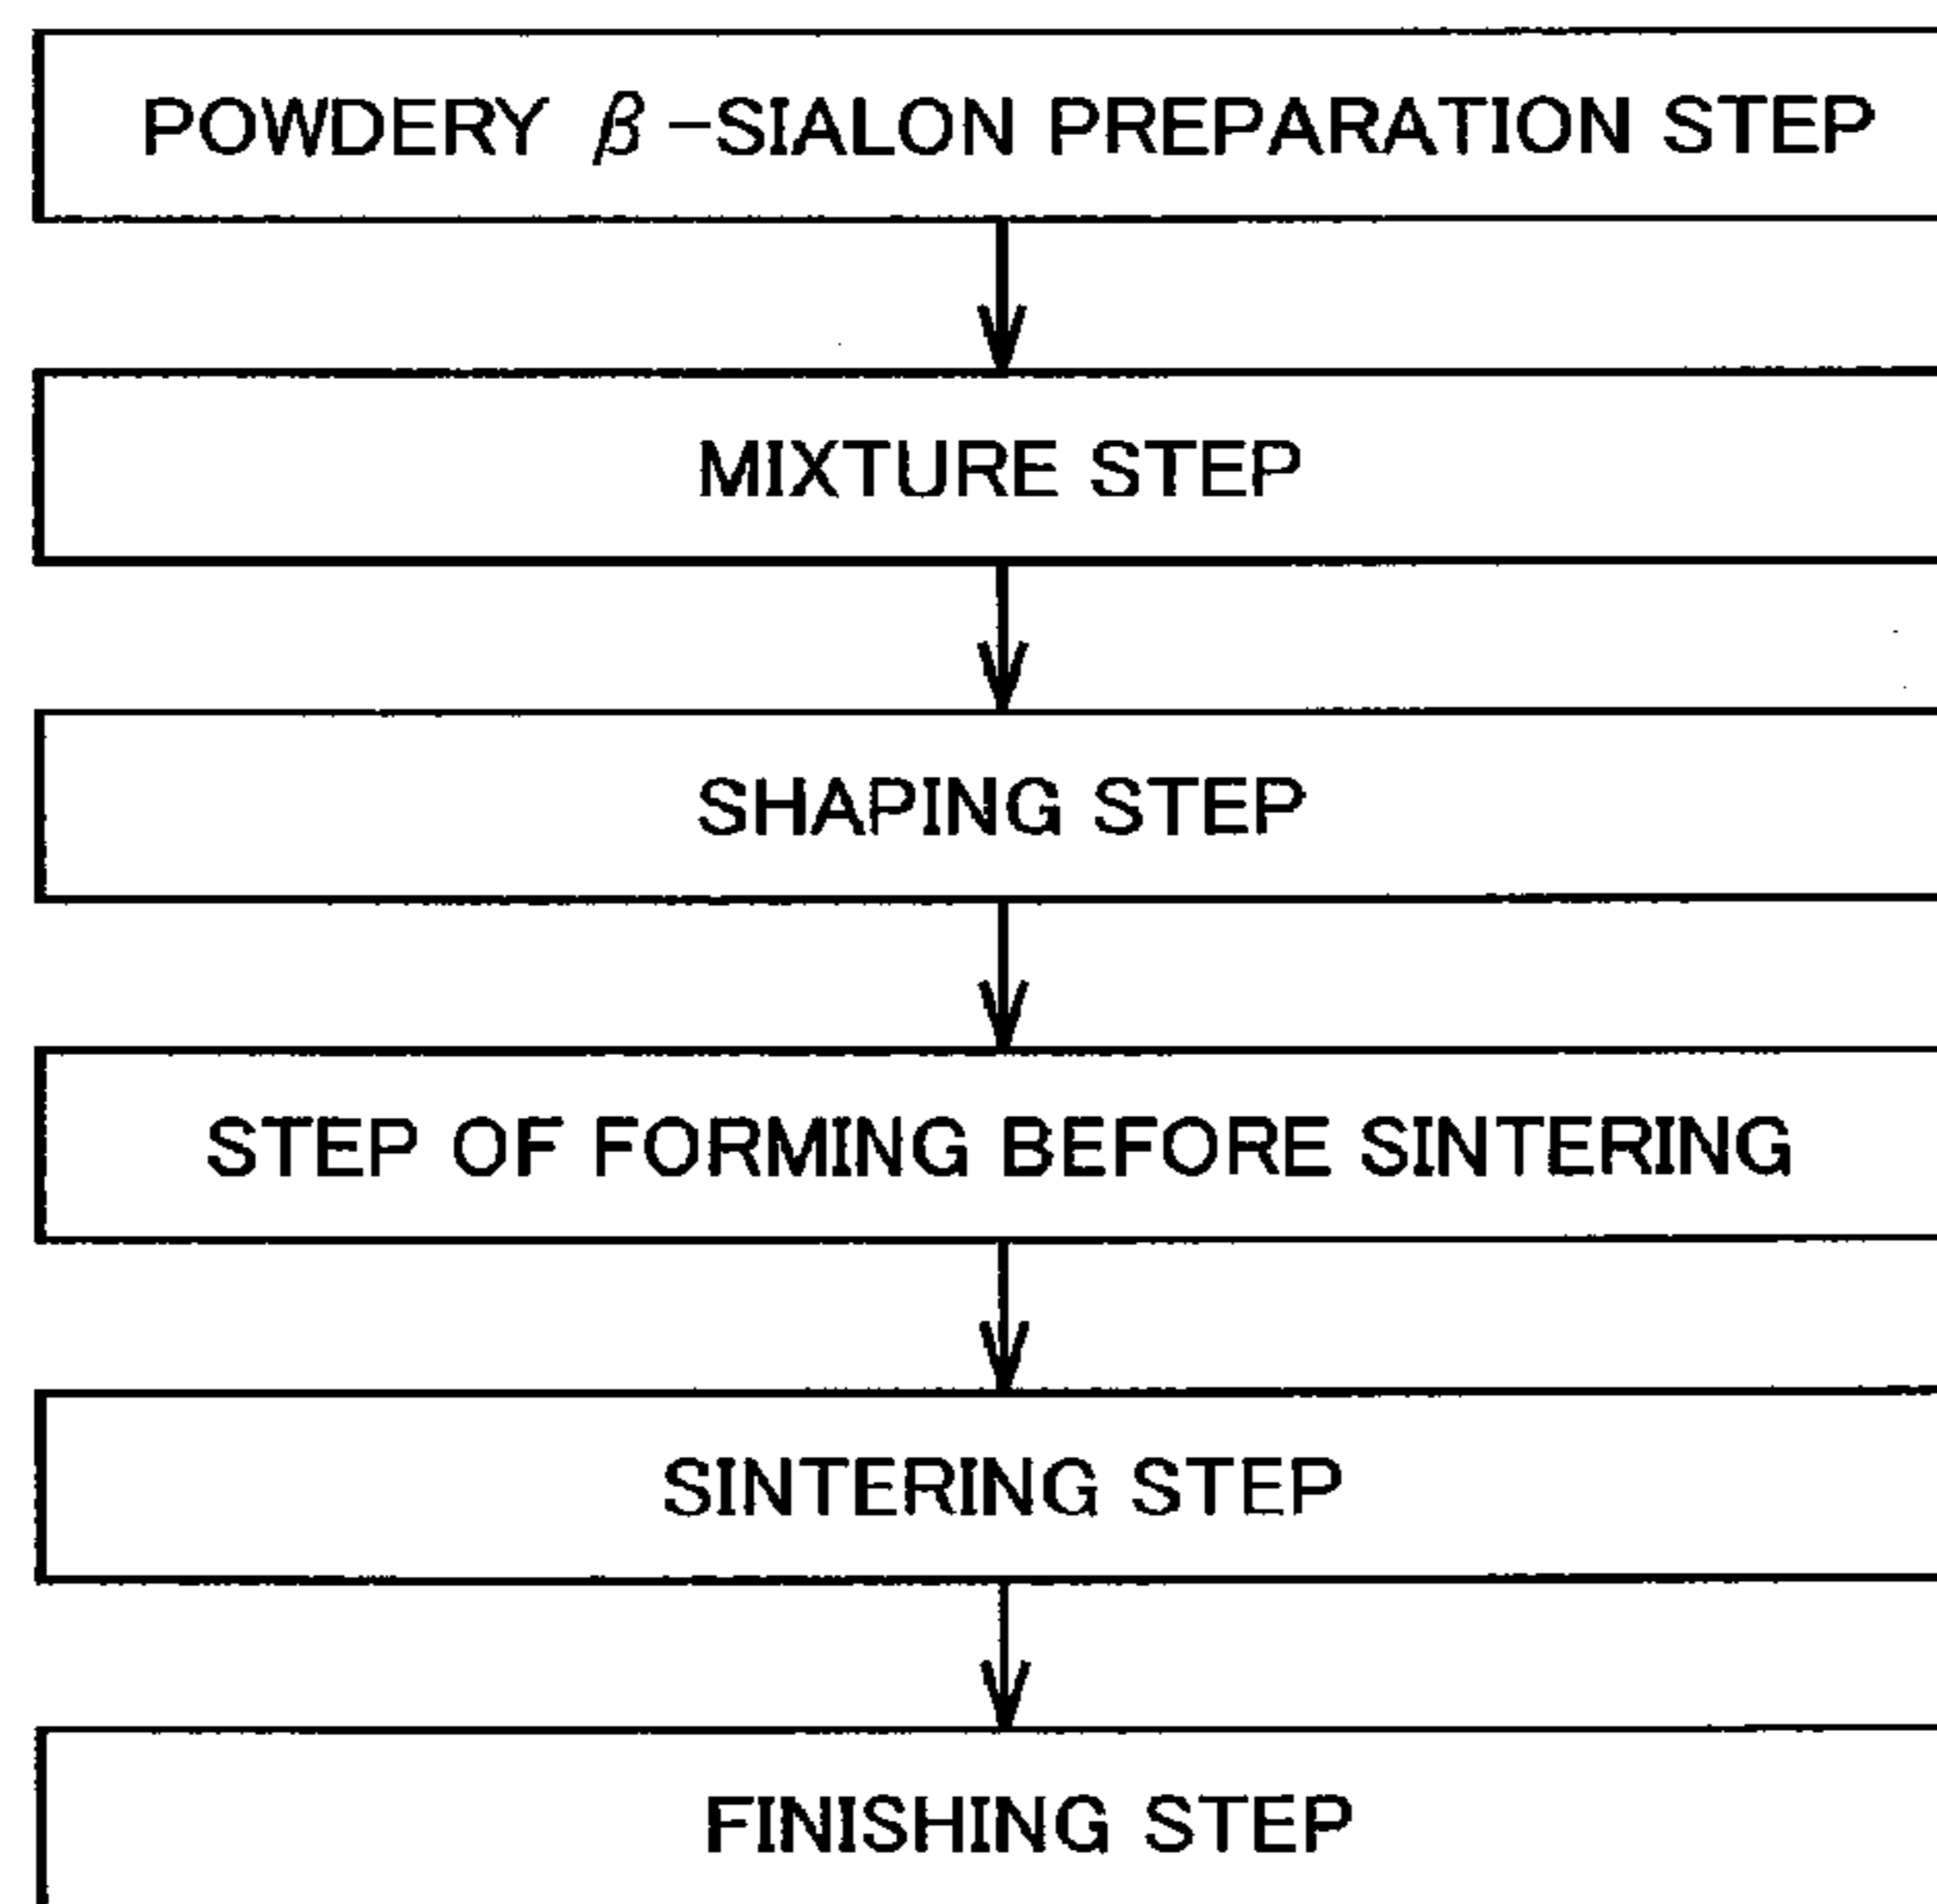 POWDERY β-SIALON PREPARATION STEP
MIXTURE STEP
SHAPING STEP
STEP OF FORMING BEFORE SINTERING
SINTERING STEP
FINISHING STEP